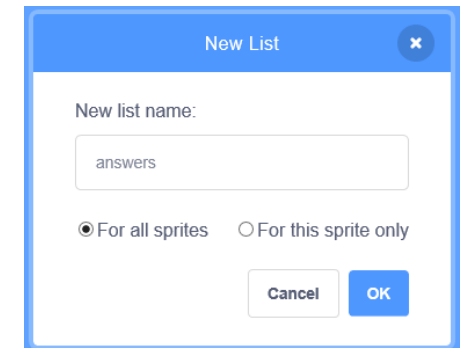 New List
New list name:
answers
For all sprites For this sprite only
Cancel OK